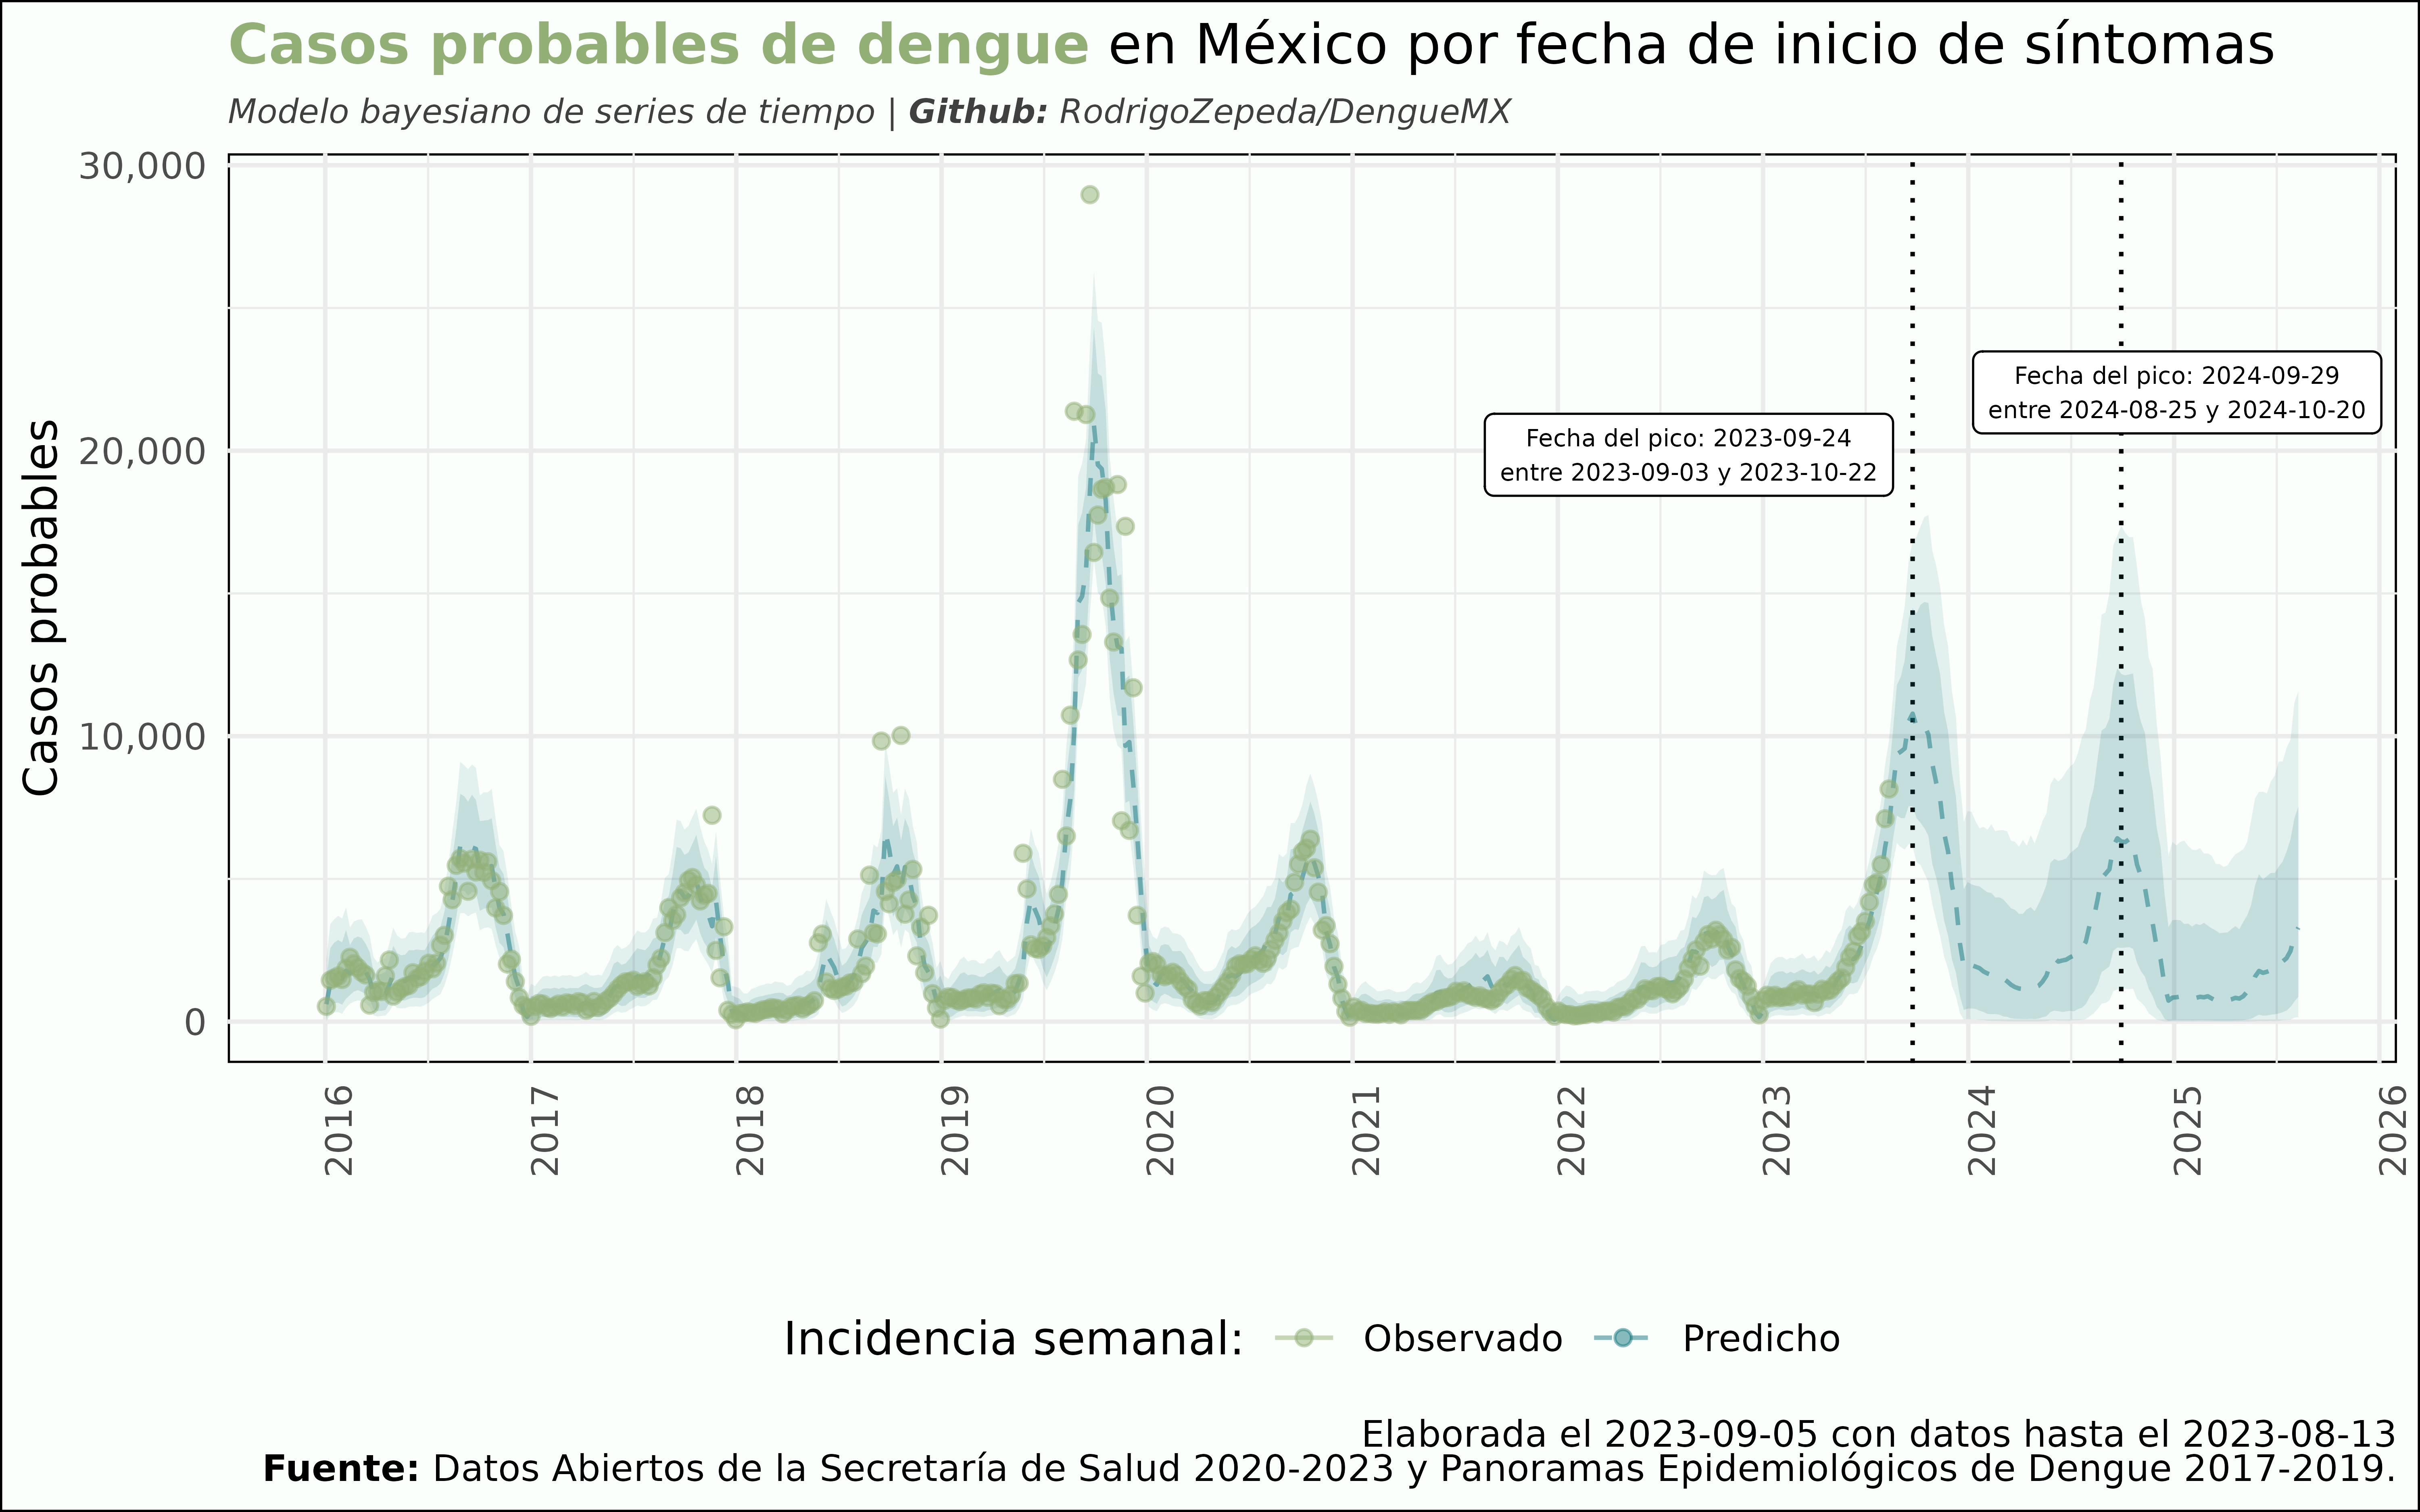 Casos probables de dengue en México por fecha de inicio de síntomas
Modelo bayesiano de series de tiempo | Github: RodrigoZepeda/DengueMX
Casos probables
30,000
20,000
10,000
0
Fecha del pico: 2023-09-24
entre 2023-09-03 y 2023-10-22
Fecha del pico: 2024-09-29
entre 2024-08-25 y 2024-10-20
2016
2017
2018
2019
2020
2021
2022
2023
2024
2025
2026
Incidencia semanal: Observado Predicho
Elaborada el 2023-09-05 con datos hasta el 2023-08-13
Fuente: Datos Abiertos de la Secretaría de Salud 2020-2023 y Panoramas Epidemiológicos de Dengue 2017-2019.